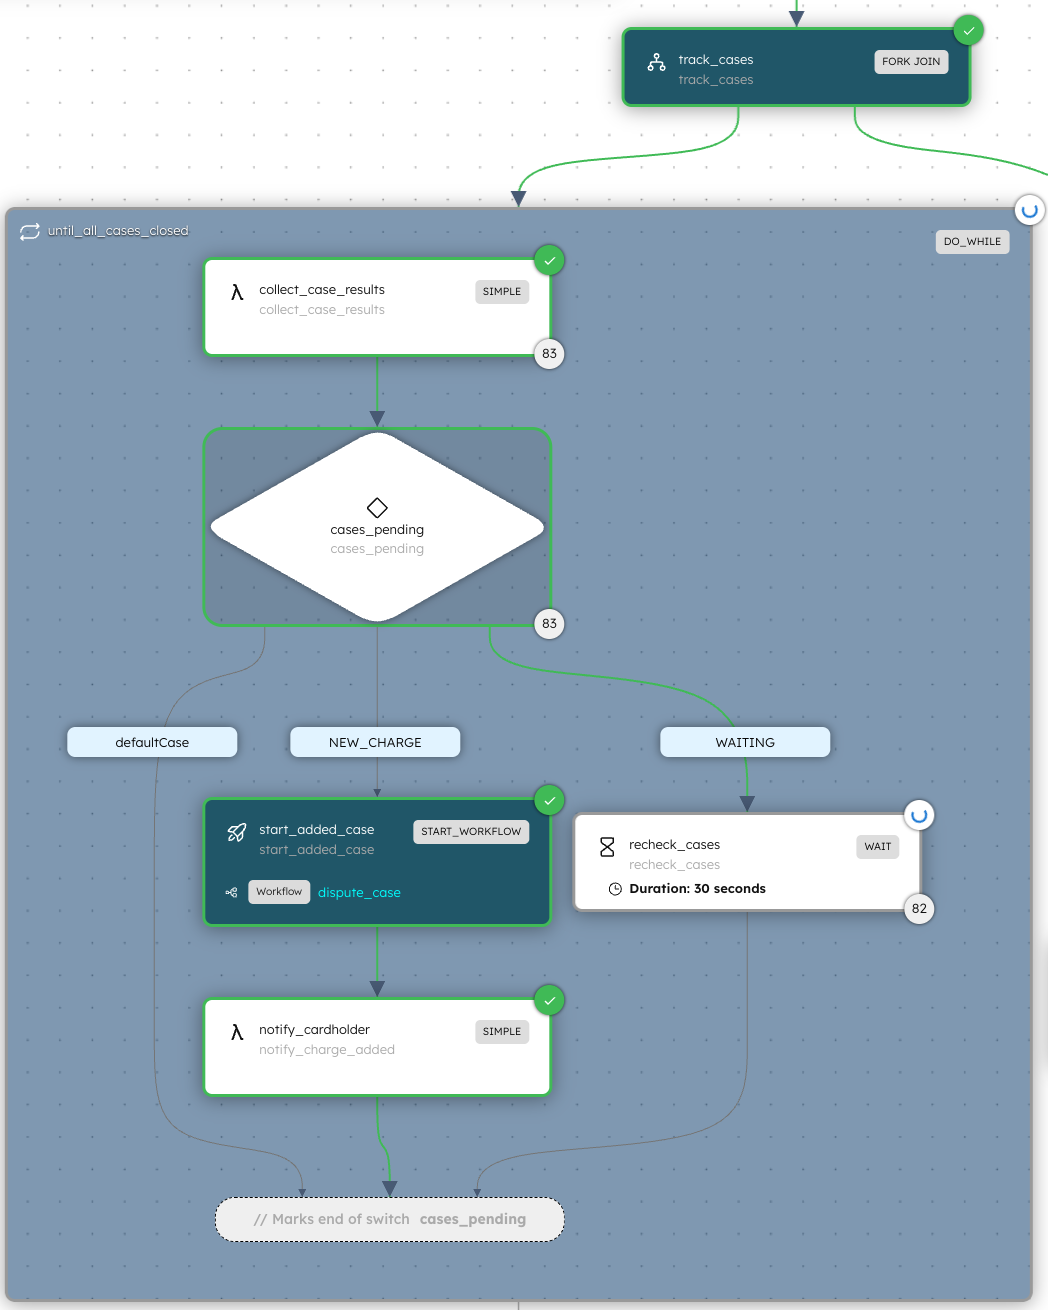 track_cases
FORK JOIN
track_cases
until_all_cases_closed
DO_WHILE
collect_case_results
SIMPLE
collect_case_results
83
cases_pending
cases_pending
83
defaultCase
NEW_CHARGE
WAITING
start_added_case
START_WORKFLOW
start_added_case
Workflow dispute_case
recheck_cases
WAIT
recheck_cases
Duration: 30 seconds
82
notify_cardholder
SIMPLE
notify_charge_added
// Marks end of switch cases_pending